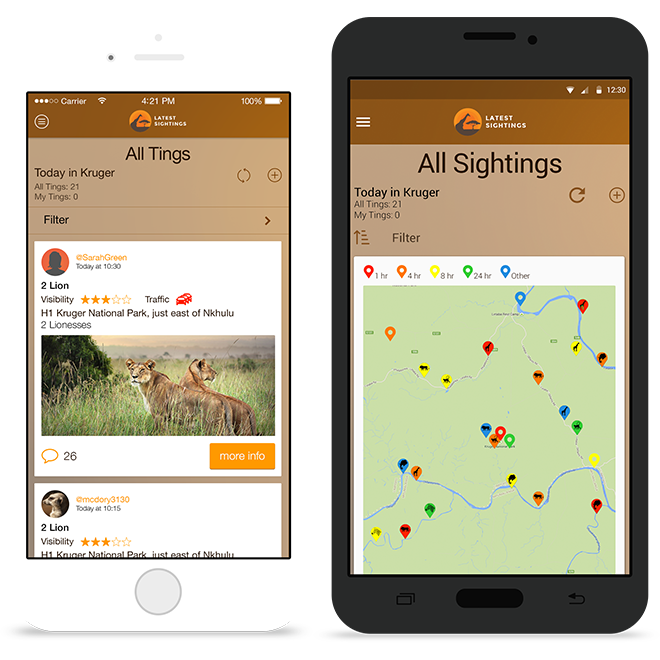 Carrier
4:21 PM
100%
LATEST
SIGHTINGS
All Tings
Today in Kruger
All Tings: 21
My Tings: 0
Filter
@SarahGreen
Today at 10:30
2 Lion
Visibility
Traffic
H1 Kruger National Park, just east of Nkhulu
2 Lionesses
26
more info
@mcdory3130
Today at 10:15
2 Lion
Visibility
H1 Kruger National Park, just east of Nkhulu
12:30
LATEST
SIGHTINGS
All Sightings
Today in Kruger
All Tings: 21
My Tings: 0
Filter
1 hr
4 hr
8 hr
24 hr
Other